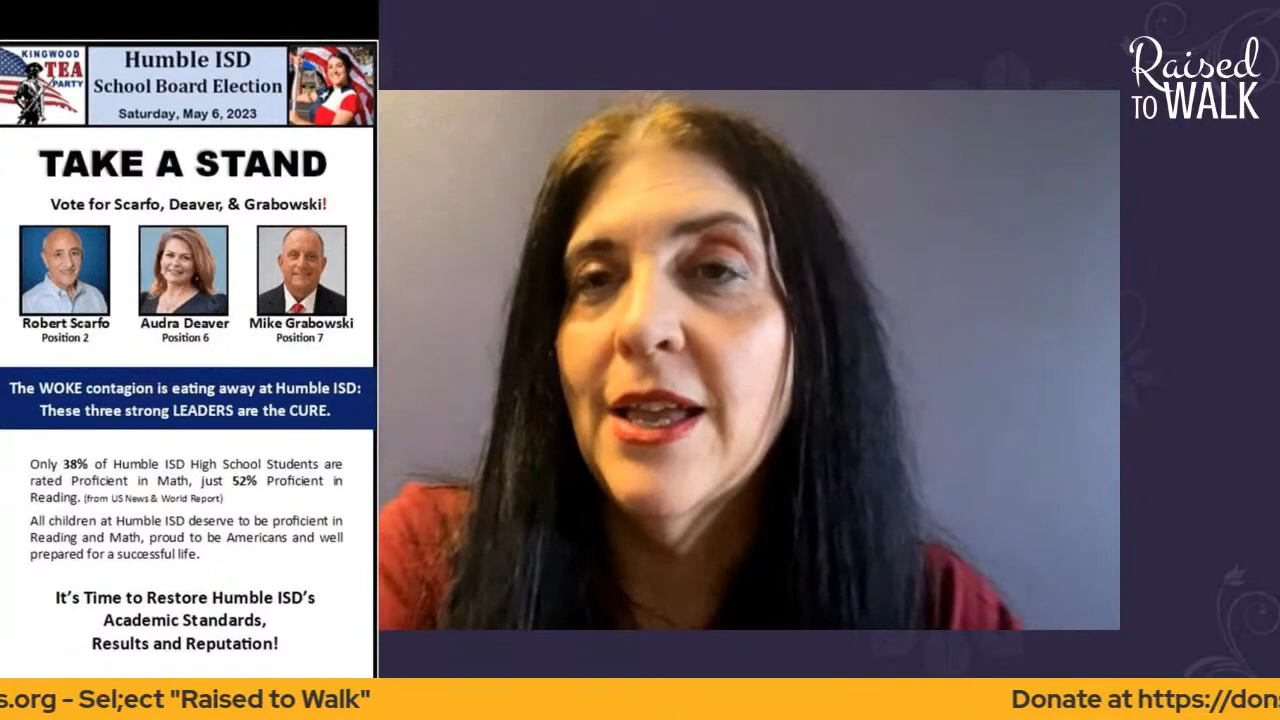 KINGWOOD
TEA
PARTY
Humble ISD
School Board Election
Saturday, May 6, 2023
TAKE A STAND
Vote for Scarfo, Deaver, & Grabowski!
Robert Scarfo
Position 2
Audra Deaver
Position 6
Mike Grabowski
Position 7
The WOKE contagion is eating away at Humble ISD:
These three strong LEADERS are the CURE.
Only 38% of Humble ISD High School Students are
rated Proficient in Math, just 52% Proficient in
Reading. (from US News & World Report)
All children at Humble ISD deserve to be proficient in
Reading and Math, proud to be Americans and well
prepared for a successful life.
It's Time to Restore Humble ISD's
Academic Standards,
Results and Reputation!
Raised
TO WALK
s.org - Sel;ect "Raised to Walk"
Donate at https://don